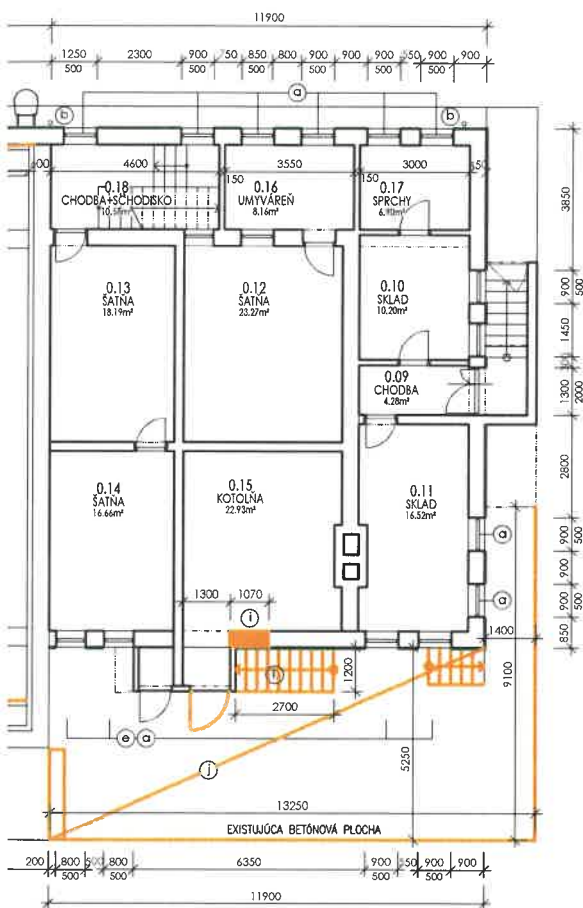 11900
1250 2300 900 750 850 800 900 900 900 550 900 900
500 500 500 500 500 500
a
b b
4600 3550 3000
150 150
0.18
CHODBA+SCHODISKO
0.16
UMYVÁREŇ
8.16m²
0.17
SPRCHY
3850
0.13
ŠATŇA
18.19m²
0.12
ŠATŇA
23.27m²
0.10
SKLAD
10.20m²
900
500
1450
0.09
CHODBA
4.28m²
1300
2000
2800
0.14
ŠATŇA
16.66m²
0.15
KOTOLŇA
22.93m²
0.11
SKLAD
16.52m²
900
500
a
900
a
900
500
1300 1070
i
850
1400
9100
1200
i
2700
e a
5250
j
13250
EXISTUJÚCA BETÓNOVÁ PLOCHA
200 800 800 6350 900 550 900 900
500 500 500 500
11900